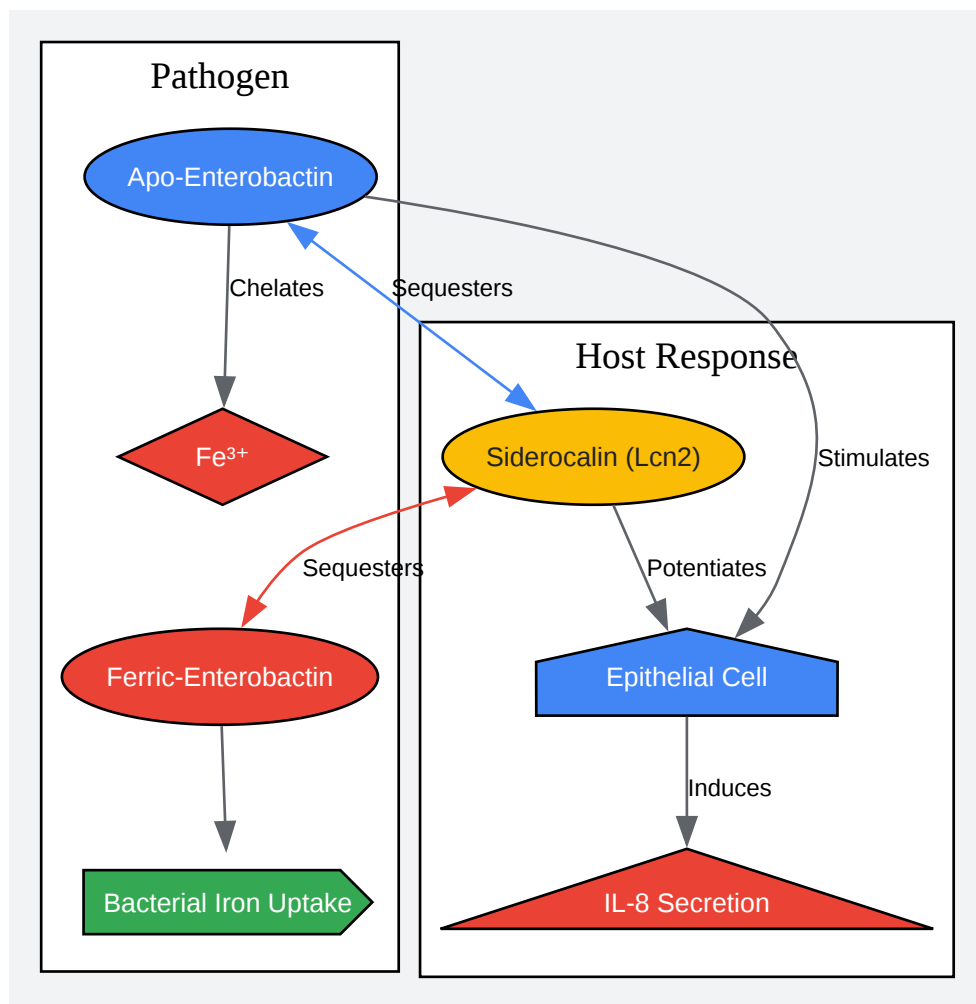 Pathogen
Apo-Enterobactin
Chelates
Sequesters
Host Response
Fe³⁺
Siderocalin (Lcn2)
Stimulates
Sequesters
Potentiates
Ferric-Enterobactin
Epithelial Cell
Induces
Bacterial Iron Uptake
IL-8 Secretion